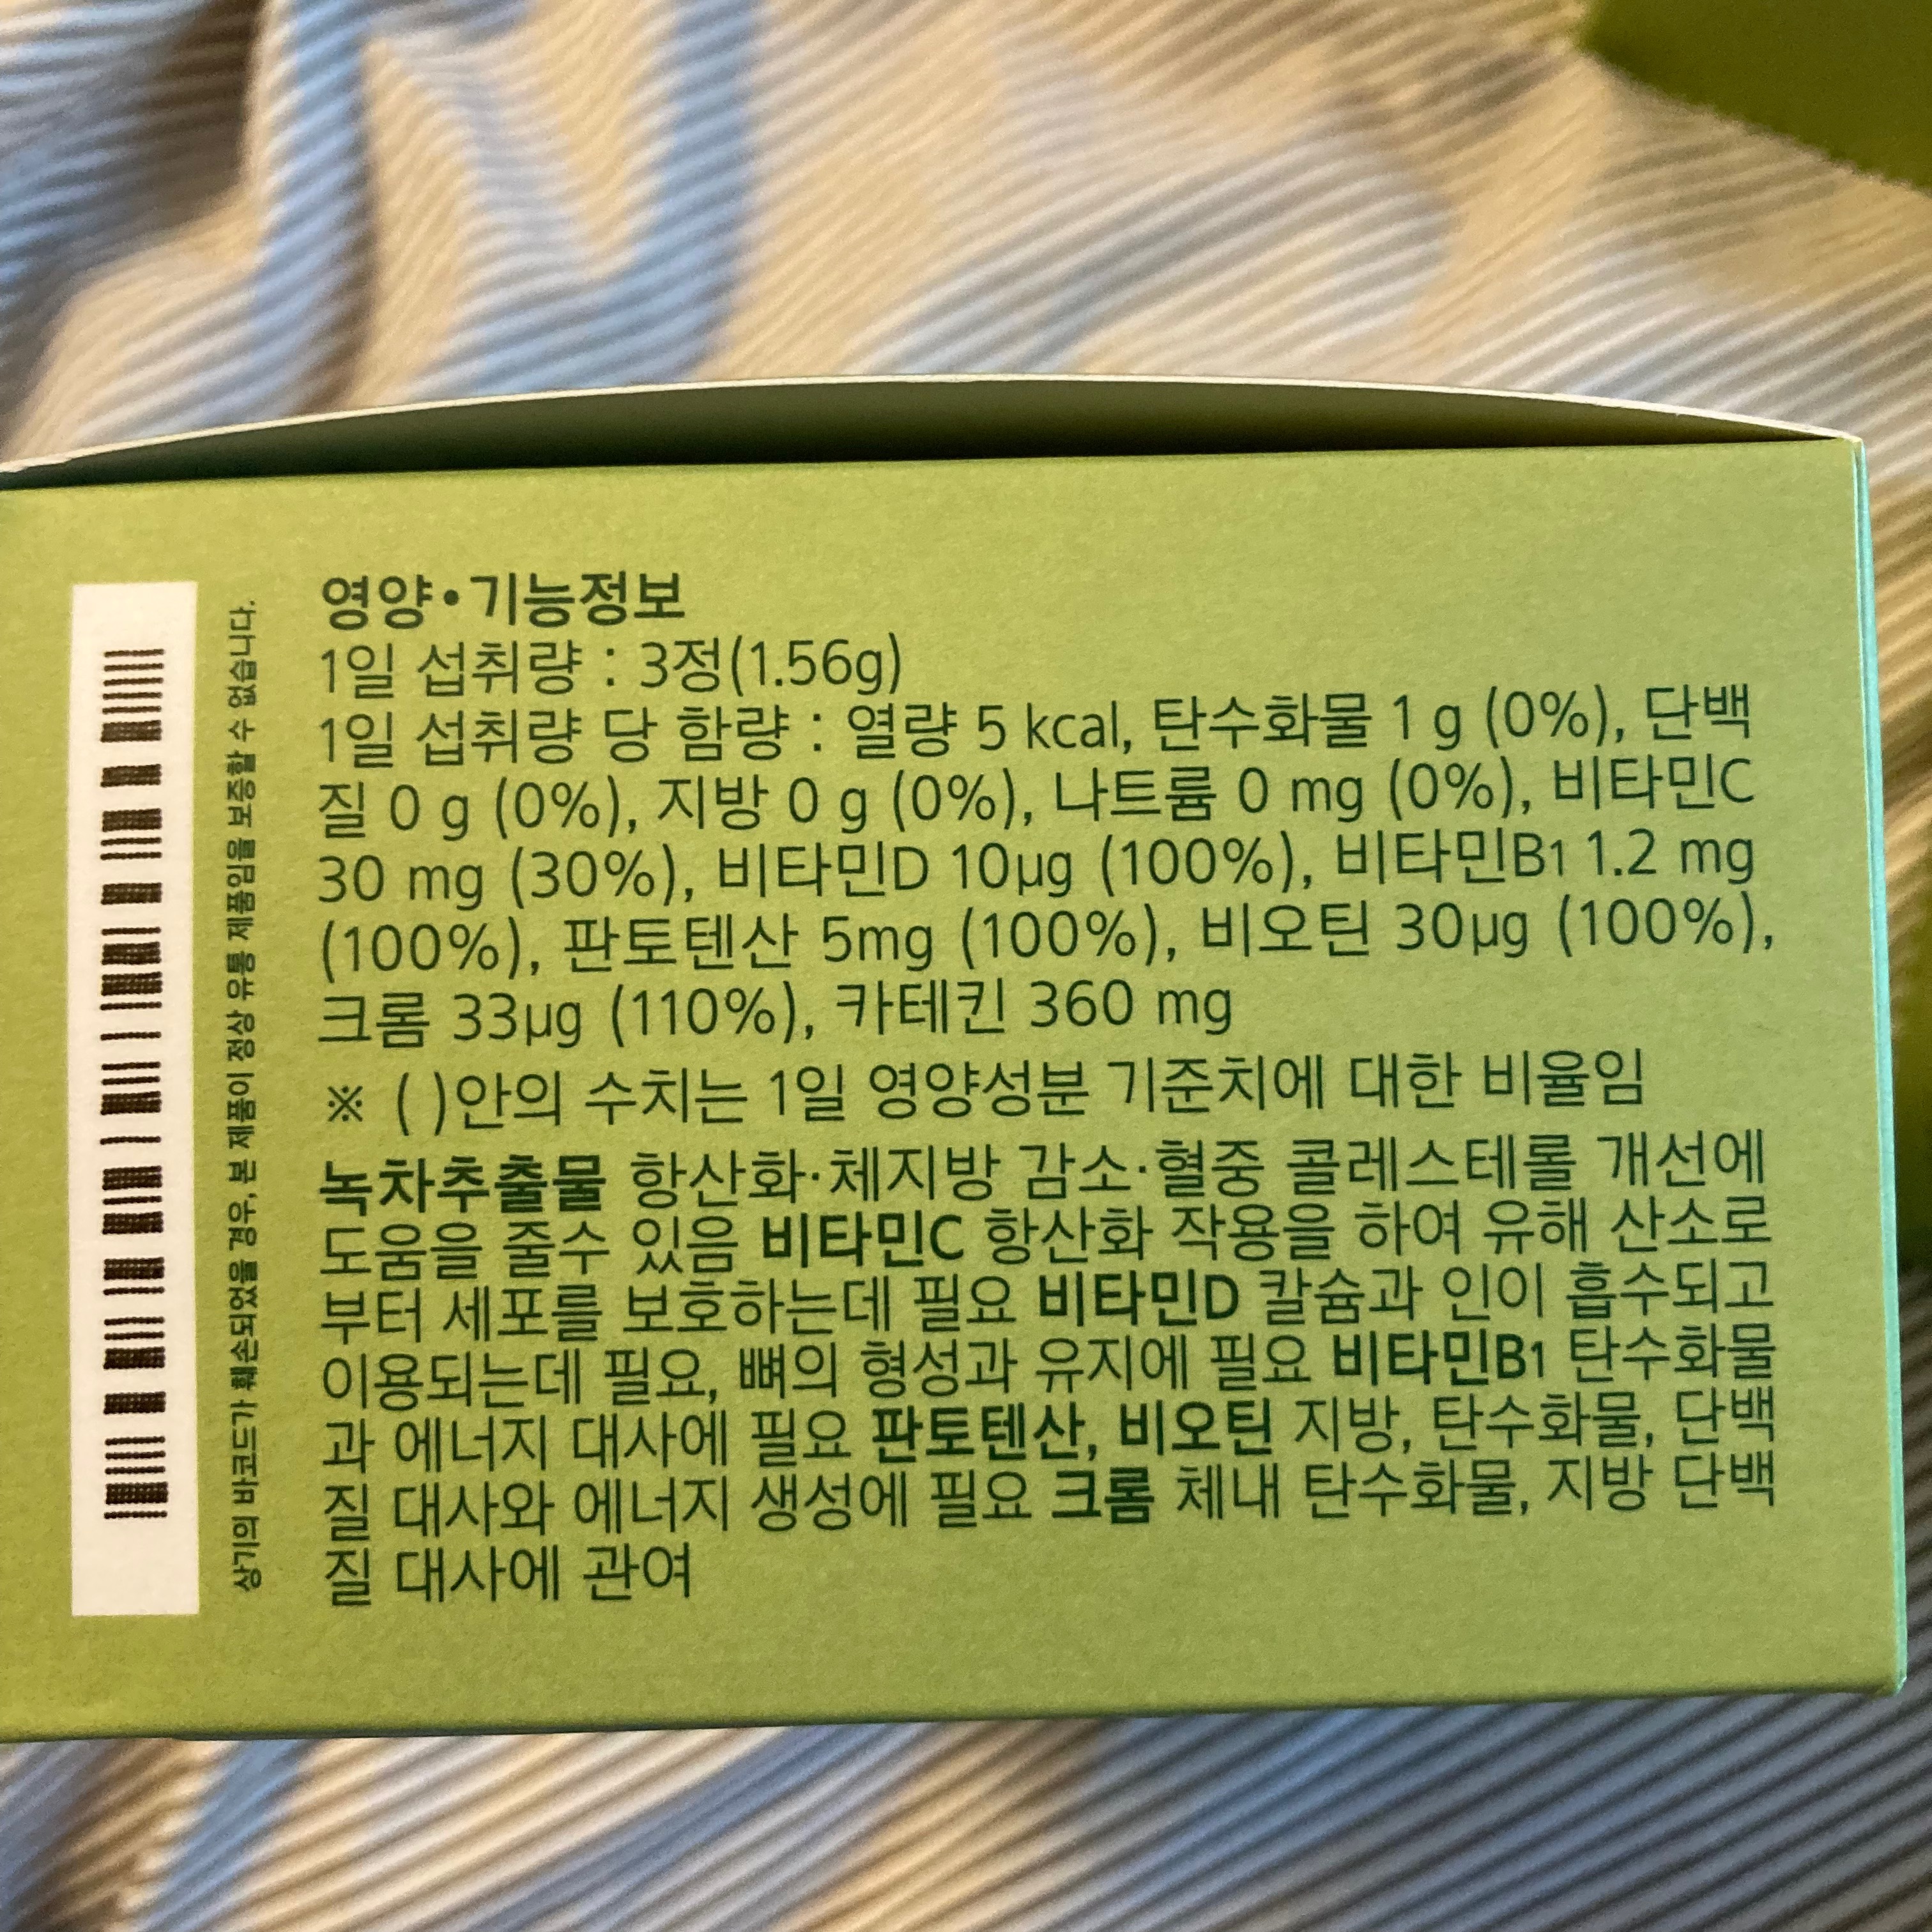 영양·기능정보
1일 섭취량 : 3정(1.56g)
1일 섭취량 당 함량 : 열량 5 kcal, 탄수화물 1 g (0%), 단백
질 0 g (0%), 지방 0 g (0%), 나트륨 0 mg (0%), 비타민C
30 mg (30%), 비타민D 10µg (100%), 비타민B1 1.2 mg
(100%), 판토텐산 5mg (100%), 비오틴 30µg (100%),
크롬 33µg (110%), 카테킨 360 mg
※ ( )안의 수치는 1일 영양성분 기준치에 대한 비율임
녹차추출물 항산화·체지방 감소·혈중 콜레스테롤 개선에
도움을 줄수 있음 비타민C 항산화 작용을 하여 유해 산소로
부터 세포를 보호하는데 필요 비타민D 칼슘과 인이 흡수되고
이용되는데 필요, 뼈의 형성과 유지에 필요 비타민B1 탄수화물
과 에너지 대사에 필요 판토텐산, 비오틴 지방, 탄수화물, 단백
질 대사와 에너지 생성에 필요 크롬 체내 탄수화물, 지방 단백
질 대사에 관여
상기의 바코드가 훼손되었을 경우, 본 제품이 정상 유통 제품임을 보증할 수 없습니다.